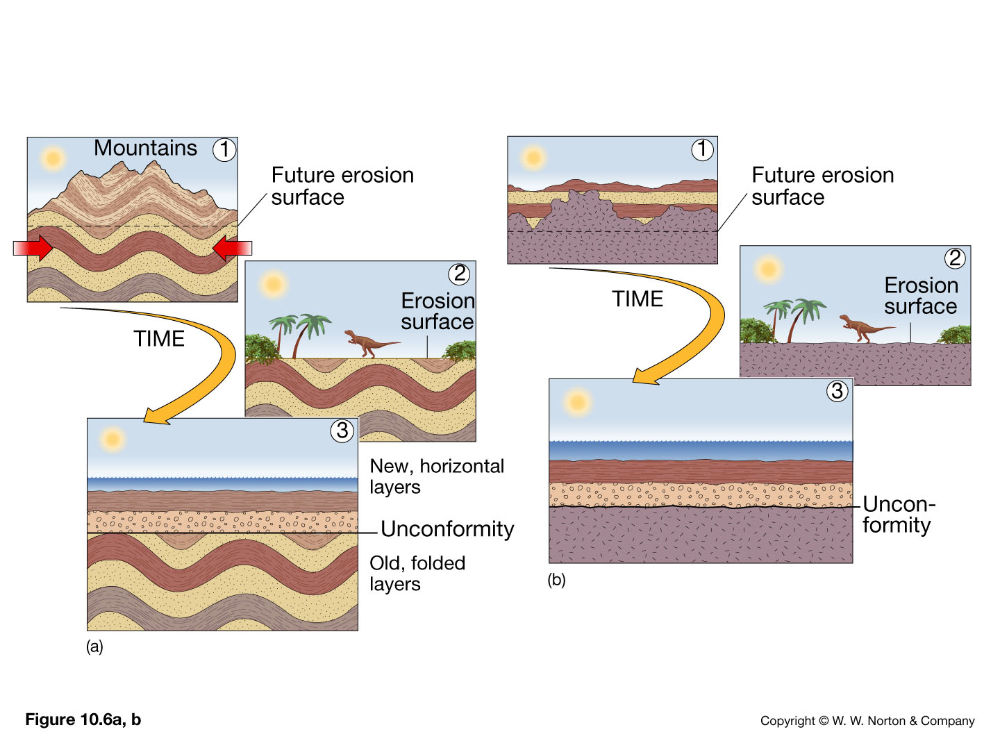 Mountains
1
Future erosion
surface
2
Erosion
surface
TIME
3
New, horizontal
layers
Unconformity
Old, folded
layers
(a)
1
Future erosion
surface
TIME
2
Erosion
surface
3
Uncon-
formity
(b)
Figure 10.6a, b
Copyright © W. W. Norton & Company